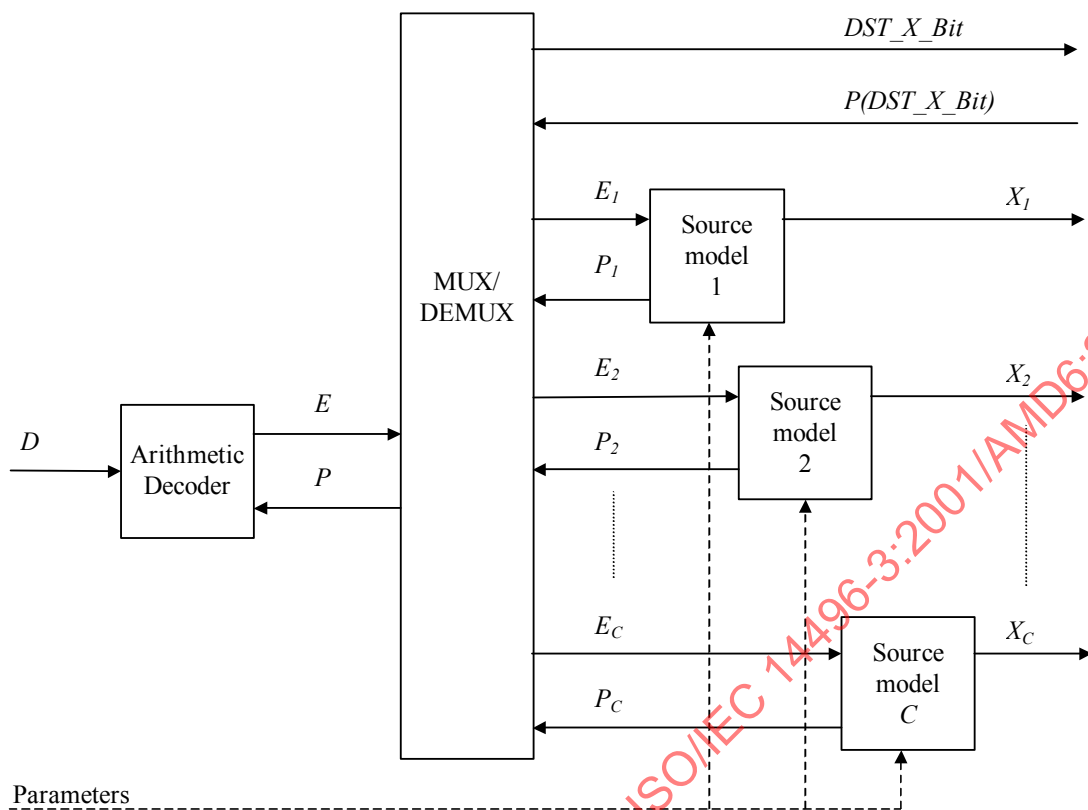 DST_X_Bit
P(DST_X_Bit)
E1
Source
model
1
X1
P1
MUX/
DEMUX
E2
Source
model
2
X2
P2
D
Arithmetic
Decoder
E
P
EC
Source
model
C
XC
PC
Parameters
ISO/IEC 14496-3:2001/AMD6: